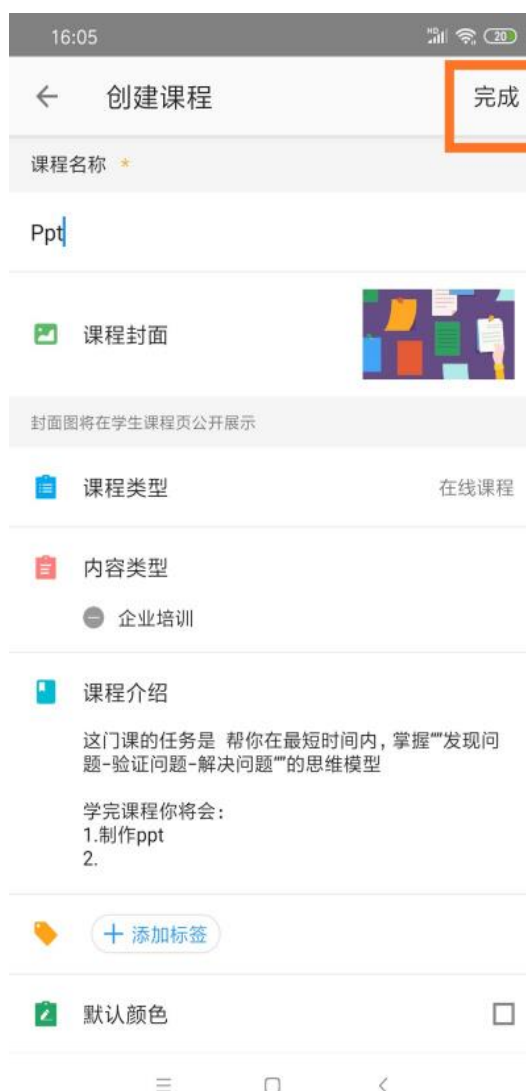 16:05
HD
20
创建课程
完成
课程名称 *
Ppt
课程封面
封面图将在学生课程页公开展示
课程类型
在线课程
内容类型
企业培训
课程介绍
这门课的任务是 帮你在最短时间内，掌握""发现问
题-验证问题-解决问题""的思维模型
学完课程你将会：
1.制作ppt
2.
+ 添加标签
默认颜色